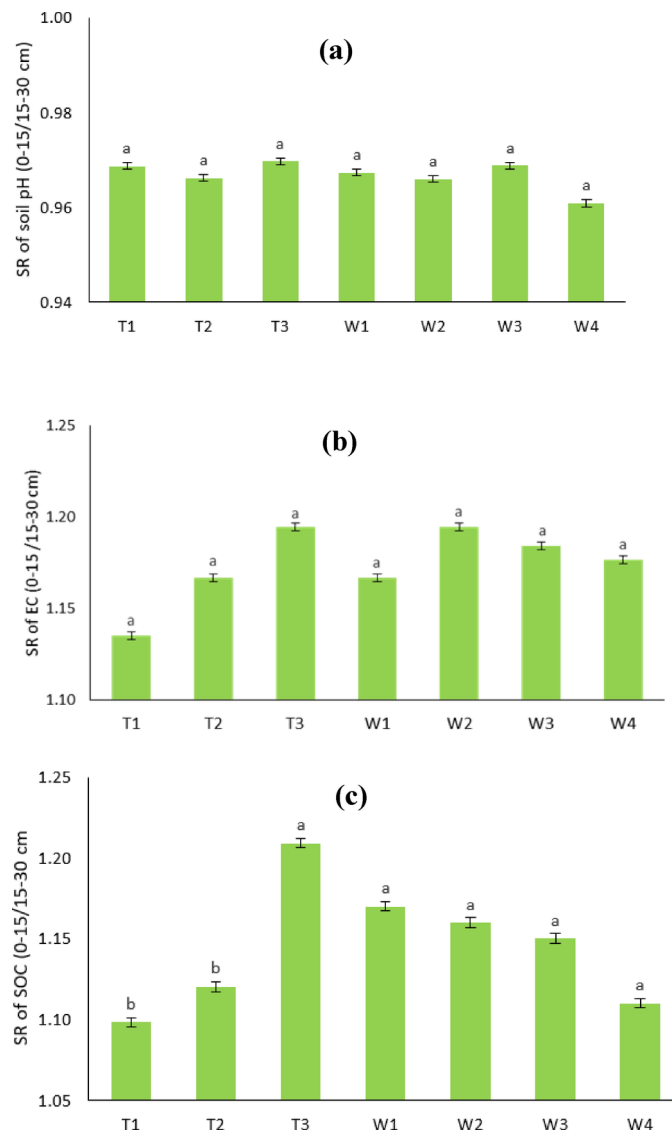 (a)
SR of soil pH (0-15/15-30 cm)
1.00
0.98
0.96
0.94
a a a a a a a
T1 T2 T3 W1 W2 W3 W4
(b)
SR of EC (0-15 /15-30 cm)
1.25
1.20
1.15
1.10
a a a a a a a
T1 T2 T3 W1 W2 W3 W4
(c)
SR of SOC (0-15/15-30 cm
1.25
1.20
1.15
1.10
1.05
b b a a a a a
T1 T2 T3 W1 W2 W3 W4